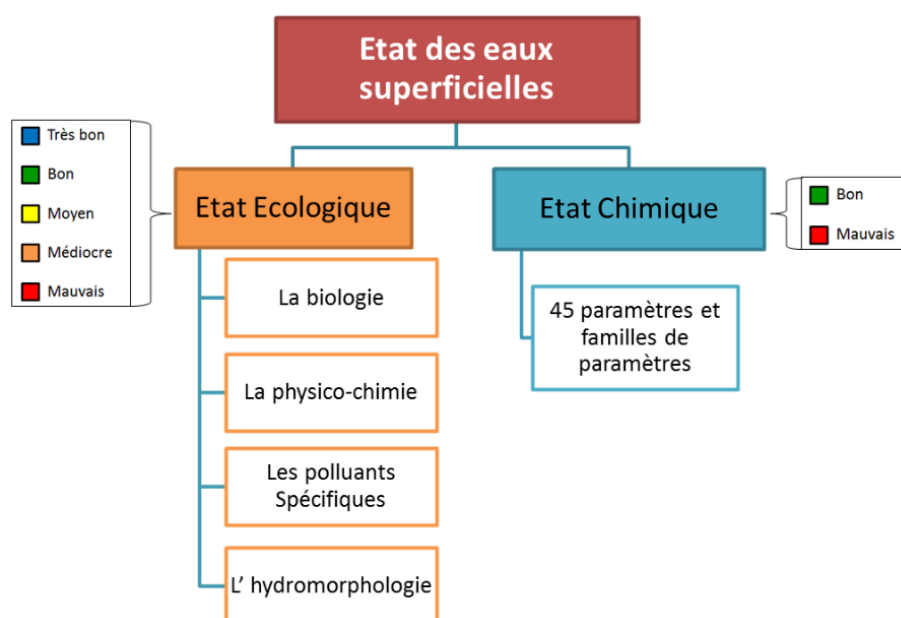 Etat des eaux
superficielles
Très bon
Bon
Moyen
Médiocre
Mauvais
Etat Ecologique
Etat Chimique
Bon
Mauvais
La biologie
La physico-chimie
Les polluants
Spécifiques
L' hydromorphologie
45 paramètres et
familles de
paramètres